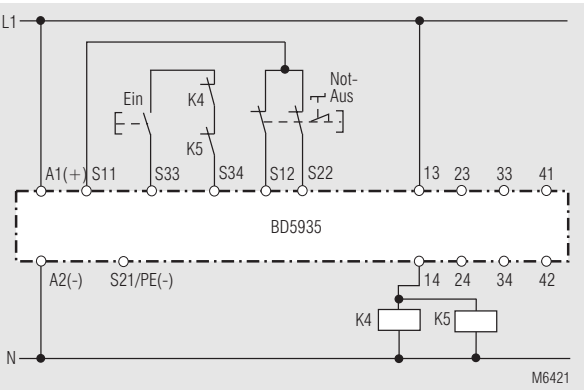 L1
Not-
Aus
Ein
K4
K5
A1(+) S11 S33 S34 S12 S22 13 23 33 41
BD5935
A2(-) S21/PE(-) 14 24 34 42
K4 K5
N
M6421